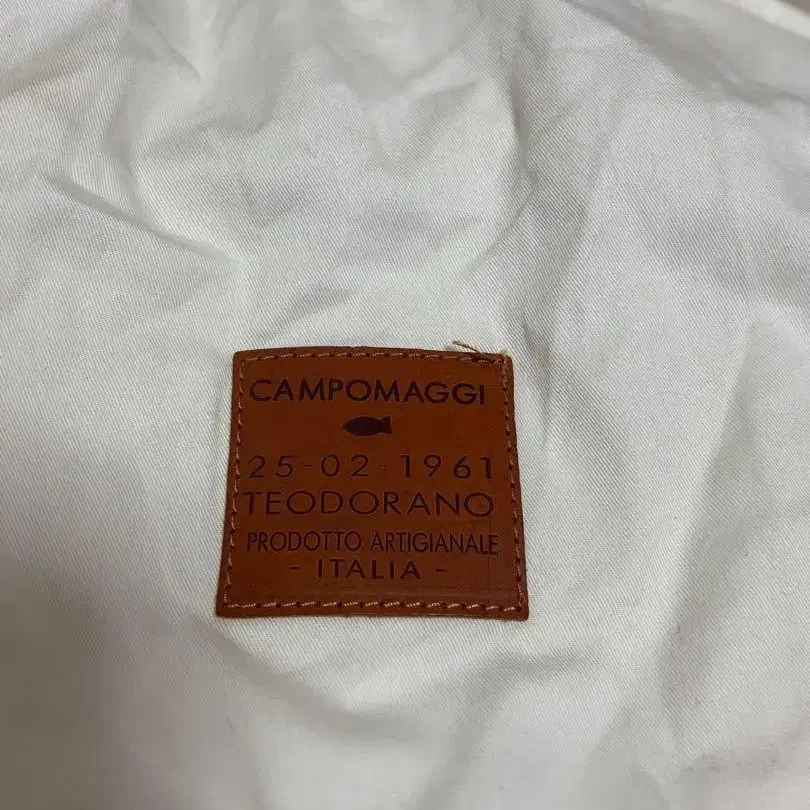 CAMPOMAGGI
25-02-1961
TEODORANO
PRODOTTO ARTIGIANALE
- ITALIA -